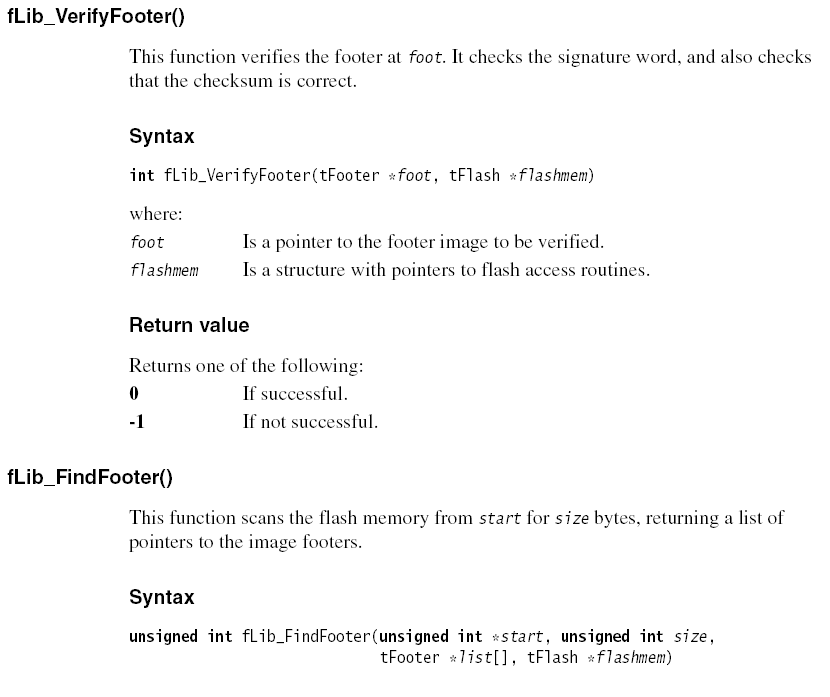 fLib_VerifyFooter()
This function verifies the footer at foot. It checks the signature word, and also checks
that the checksum is correct.
Syntax
int fLib_VerifyFooter(tFooter *foot, tFlash *flashmem)
where:
foot Is a pointer to the footer image to be verified.
flashmem Is a structure with pointers to flash access routines.
Return value
Returns one of the following:
0 If successful.
-1 If not successful.
fLib_FindFooter()
This function scans the flash memory from start for size bytes, returning a list of
pointers to the image footers.
Syntax
unsigned int fLib_FindFooter(unsigned int *start, unsigned int size,
tFooter *list[], tFlash *flashmem)